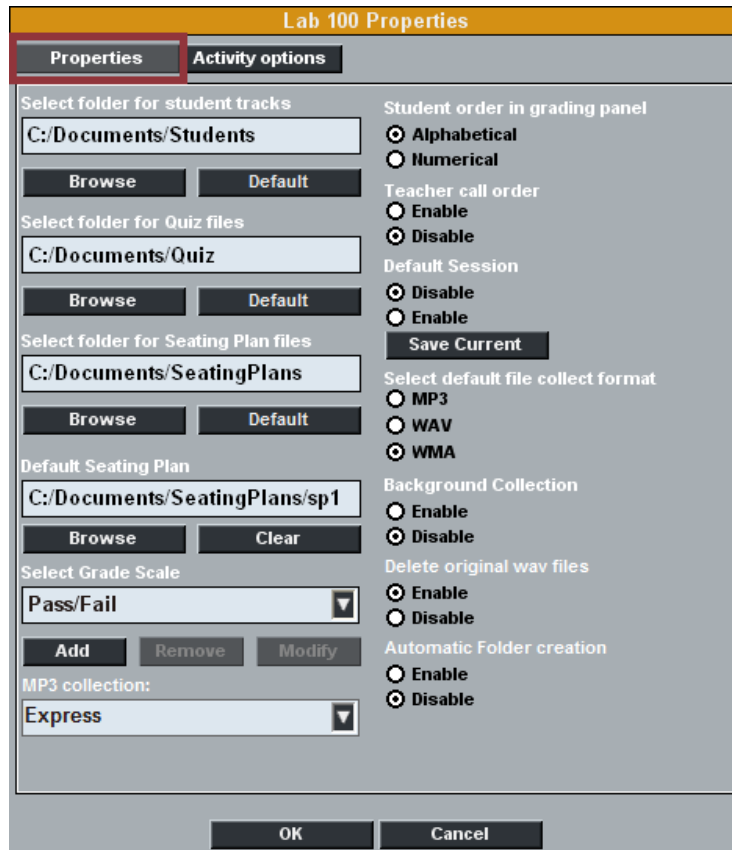 Lab 100 Properties
Properties
Activity options
Select folder for student tracks
C:/Documents/Students
Browse
Default
Select folder for Quiz files
C:/Documents/Quiz
Browse
Default
Select folder for Seating Plan files
C:/Documents/SeatingPlans
Browse
Default
Default Seating Plan
C:/Documents/SeatingPlans/sp1
Browse
Clear
Select Grade Scale
Pass/Fail
Add
Remove
Modify
MP3 collection:
Express
Student order in grading panel
Alphabetical
Numerical
Teacher call order
Enable
Disable
Default Session
Disable
Enable
Save Current
Select default file collect format
MP3
WAV
WMA
Background Collection
Enable
Disable
Delete original wav files
Enable
Disable
Automatic Folder creation
Enable
Disable
OK
Cancel